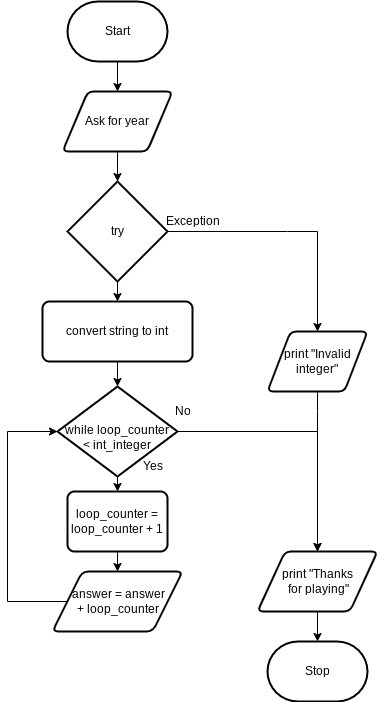 Start
Ask for year
try
Exception
convert string to int
print "Invalid
integer"
while loop_counter
< int_integer
No
Yes
loop_counter =
loop_counter + 1
answer = answer
+ loop_counter
print "Thanks
for playing"
Stop